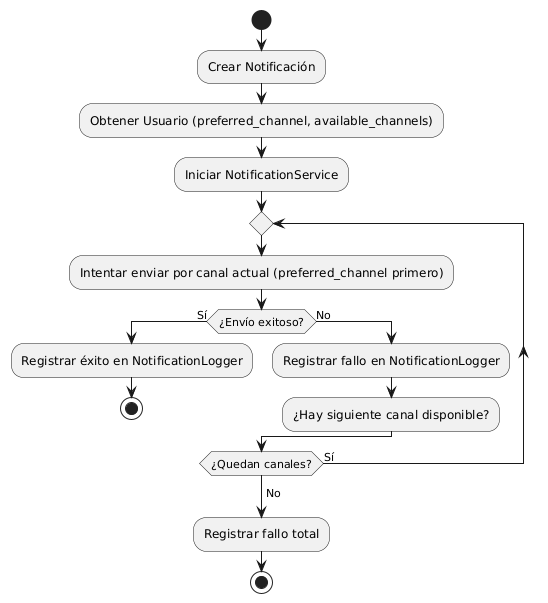 Crear Notificación
Obtener Usuario (preferred_channel, available_channels)
Iniciar NotificationService
Intentar enviar por canal actual (preferred_channel primero)
Sí
¿Envío exitoso?
No
Registrar éxito en NotificationLogger
Registrar fallo en NotificationLogger
¿Hay siguiente canal disponible?
¿Quedan canales?
Sí
No
Registrar fallo total